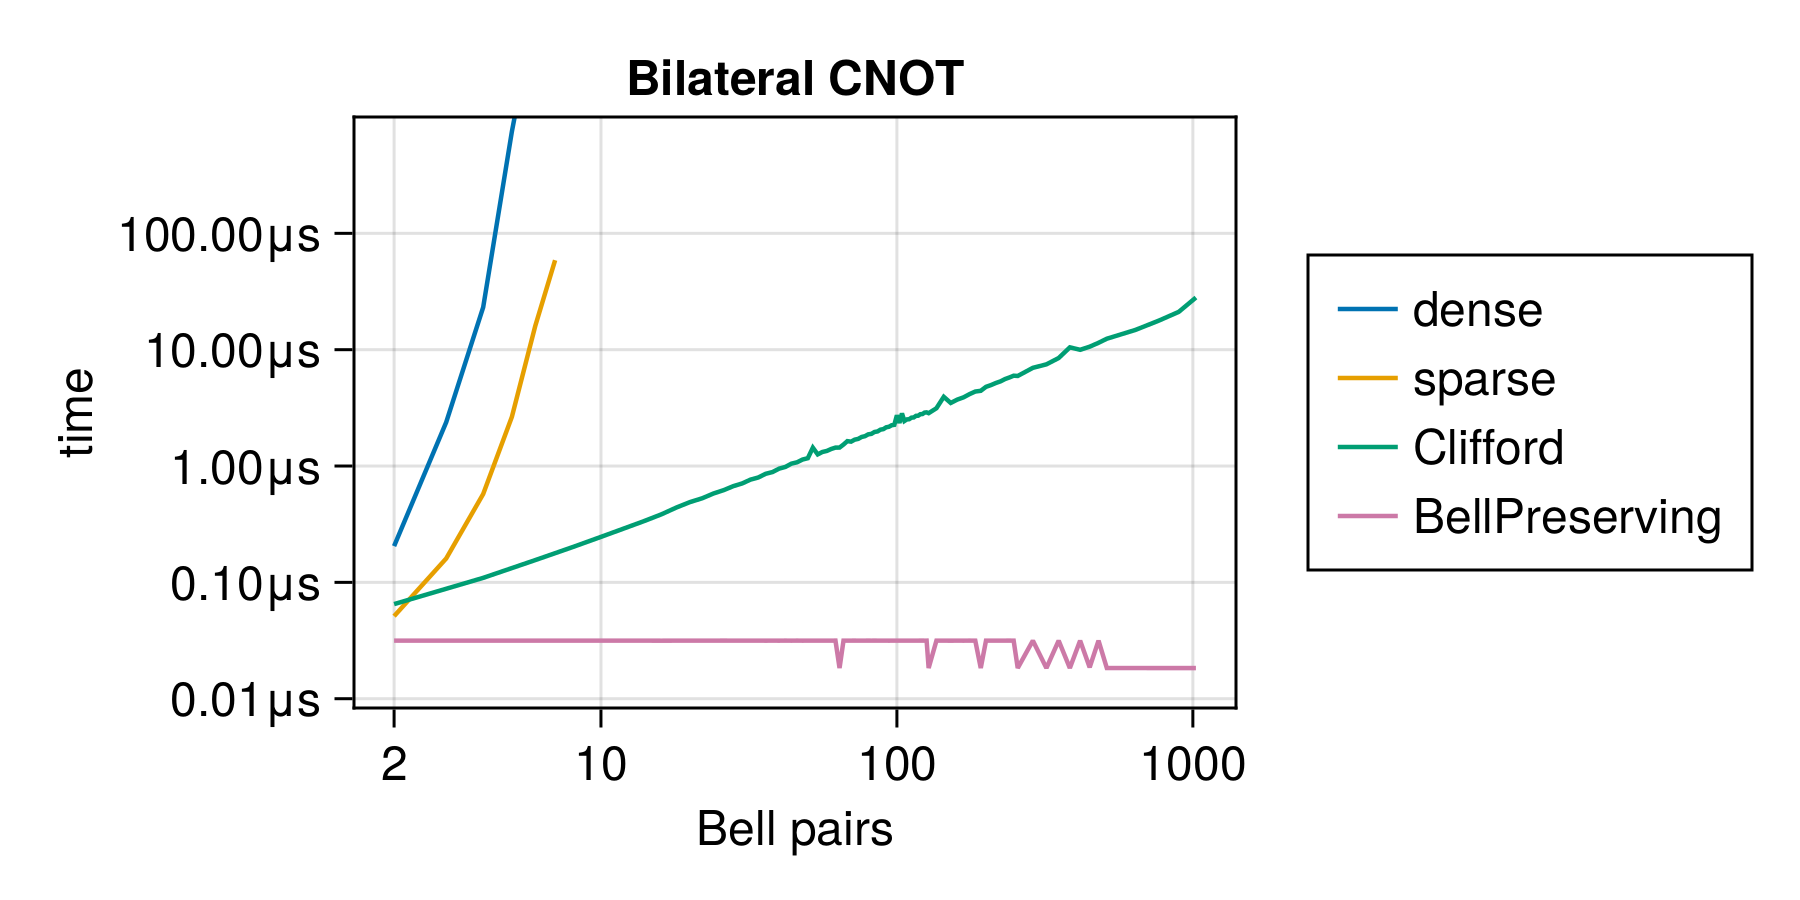 Bilateral CNOT
time
100.00µs
10.00µs
1.00µs
0.10µs
0.01µs
2
10
100
1000
Bell pairs
dense
sparse
Clifford
BellPreserving